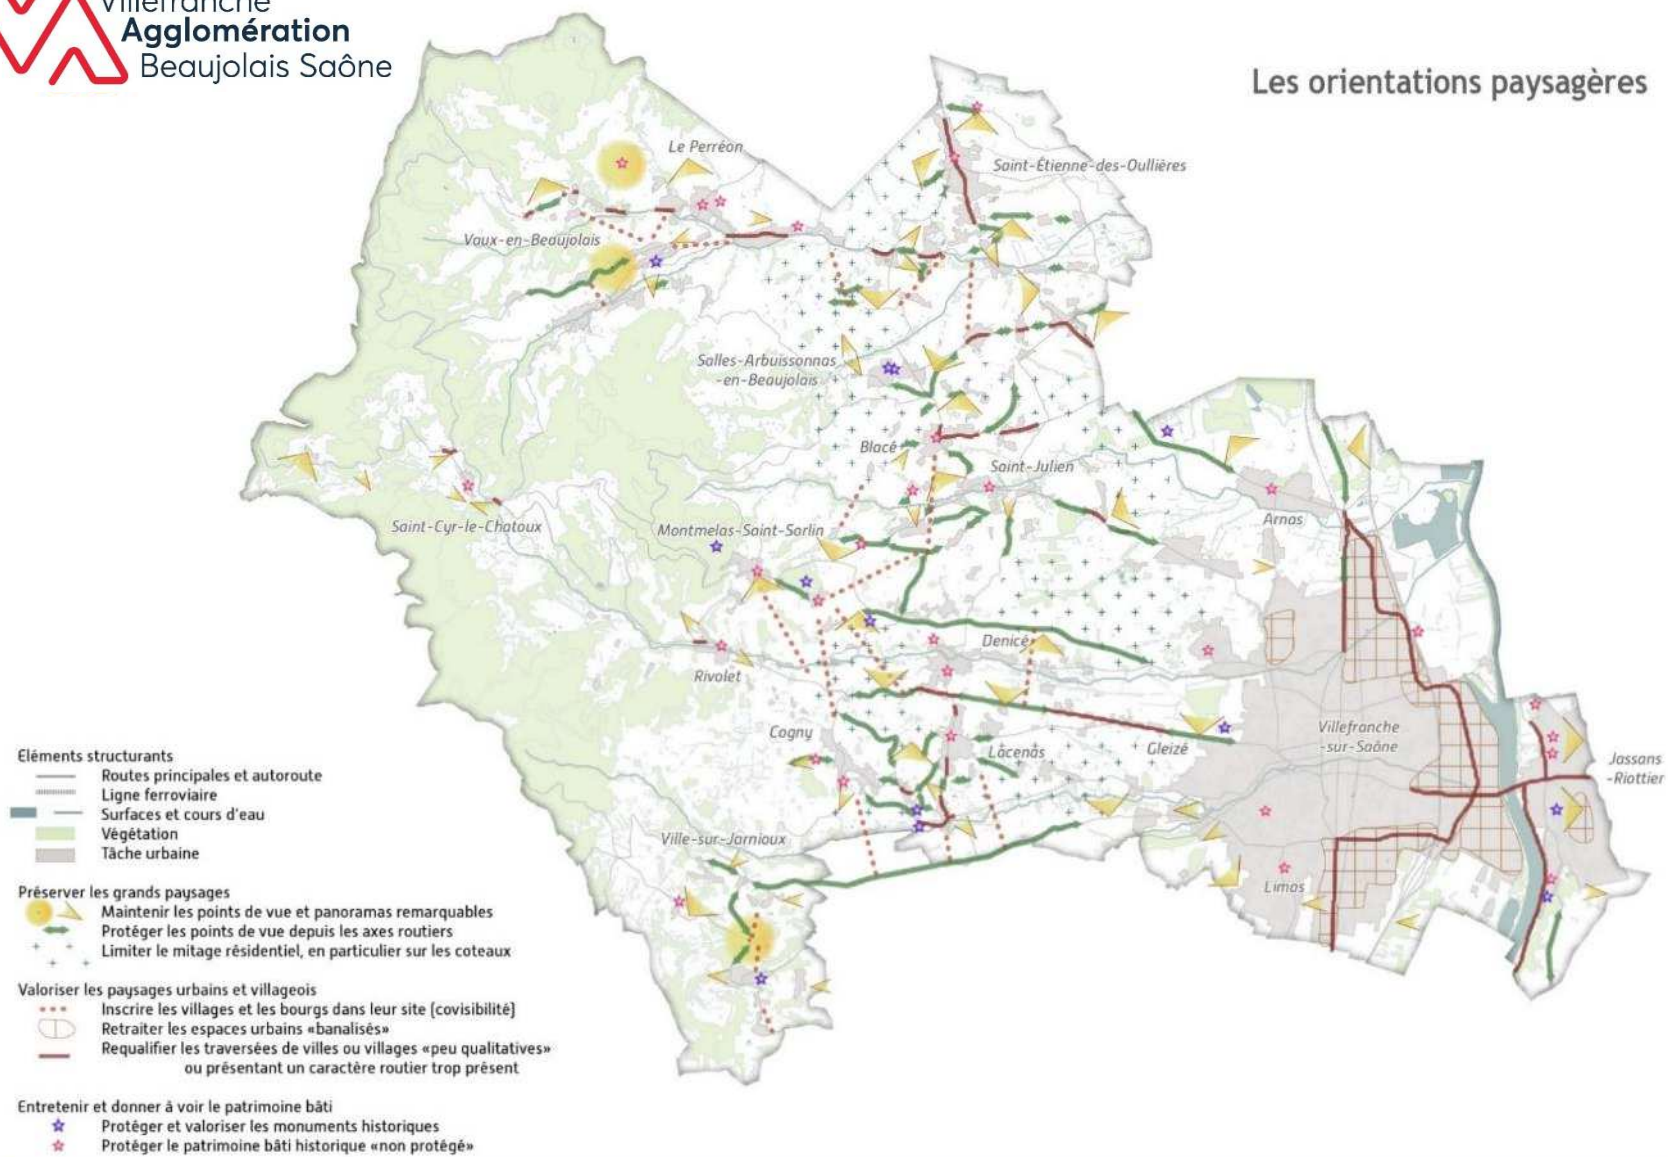 Villefranche
Agglomération
Beaujolais Saône
Les orientations paysagères
Le Perréon
Saint-Étienne-des-Oullières
Vaux-en-Beaujolais
Salles-Arbuissonnas
-en-Beaujolais
Blacé
Saint-Julien
Arnas
Saint-Cyr-le-Chatoux
Montmelas-Saint-Sorlin
Denicé
Rivolet
Cogny
Lacenas
Gleizé
Villefranche
-sur-Saône
Jassans
-Riottier
Ville-sur-Jarnioux
Limas
Eléments structurants
Routes principales et autoroute
Ligne ferroviaire
Surfaces et cours d'eau
Végétation
Tâche urbaine
Préserver les grands paysages
Maintenir les points de vue et panoramas remarquables
Protéger les points de vue depuis les axes routiers
Limiter le mitage résidentiel, en particulier sur les coteaux
Valoriser les paysages urbains et villageois
Inscrire les villages et les bourgs dans leur site (covisibilité)
Retraiter les espaces urbains «banalisés»
Requalifier les traversées de villes ou villages «peu qualitatives»
ou présentant un caractère routier trop présent
Entretenir et donner à voir le patrimoine bâti
Protéger et valoriser les monuments historiques
Protéger le patrimoine bâti historique «non protégé»